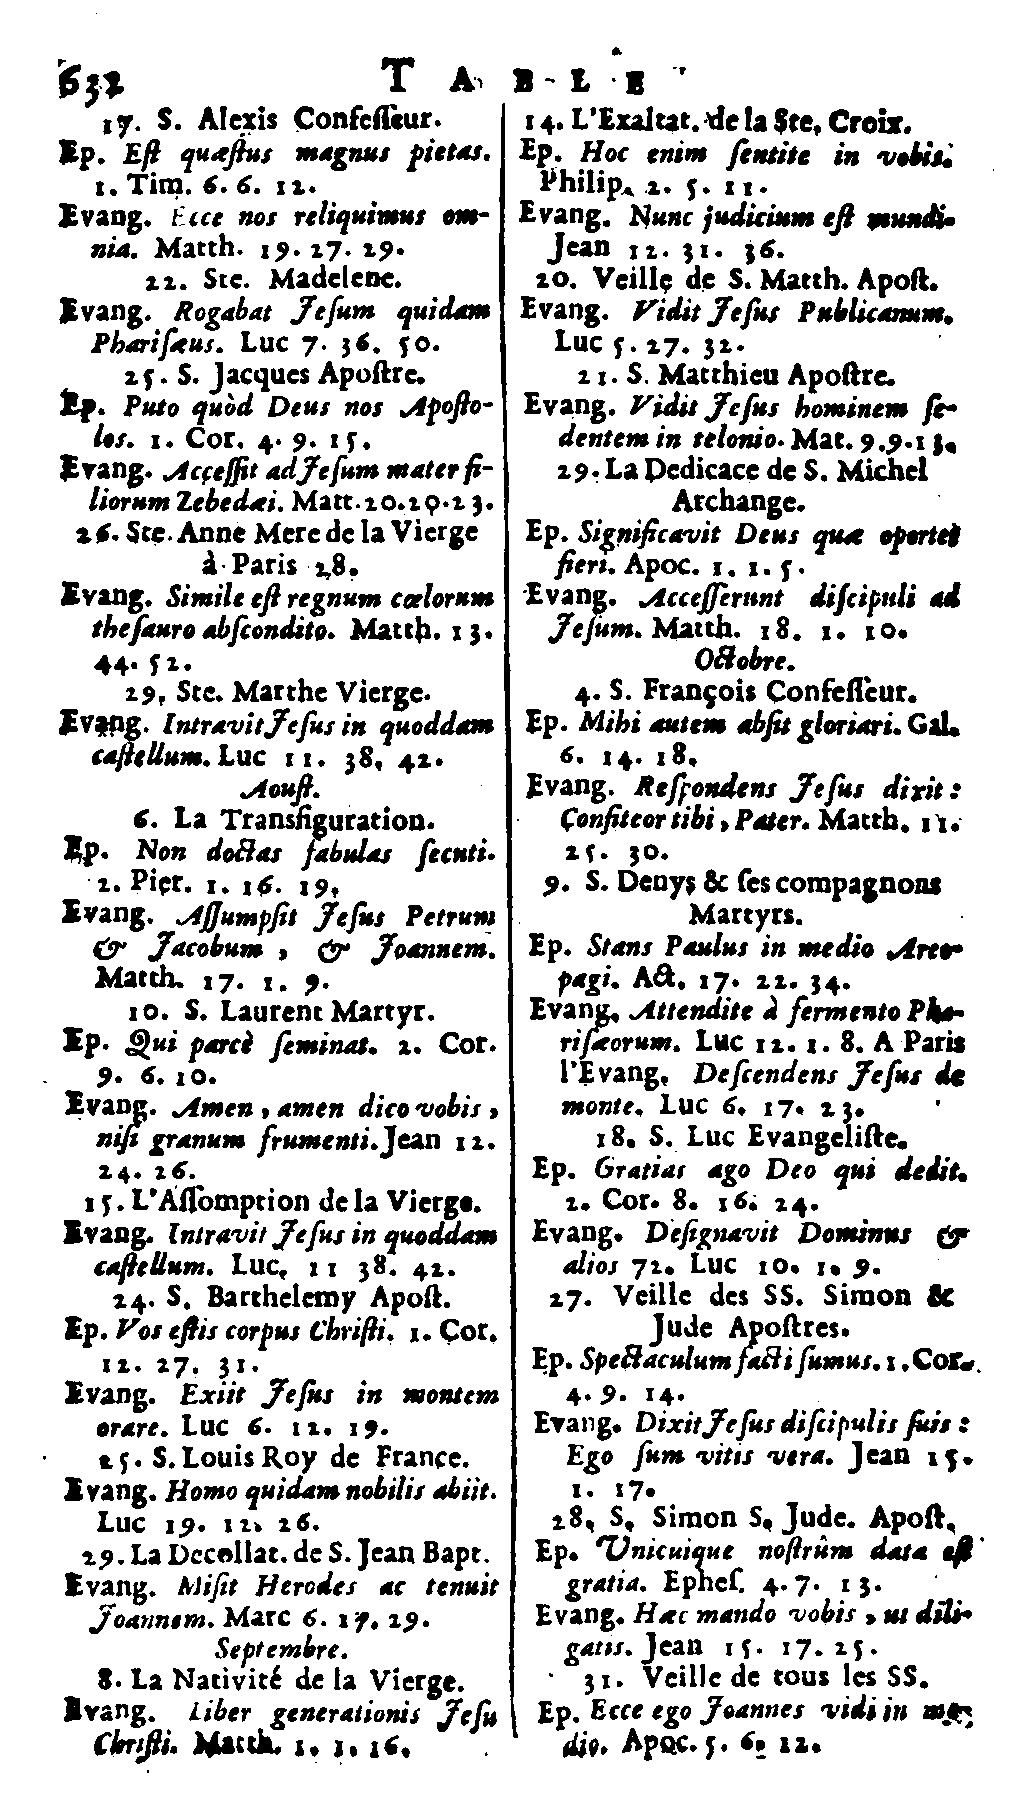 632 TABLE
17. S. Alexis Confeſſeur.
Ep. Eſt quæſtus magnus pietas.
1. Tim. 6. 6. 12.
Evang. Ecce nos reliquimus om-
nia. Matth. 19. 27. 29.
22. Ste. Madelene.
Evang. Rogabat Jeſum quidam
Phariſæus. Luc 7. 36. 50.
25. S. Jacques Apoſtre.
Ep. Puto quòd Deus nos Apoſto-
los. 1. Cor. 4. 9. 15.
Evang. Acceſſit ad Jeſum mater fi-
liorum Zebedæi. Matt. 20. 20. 23.
26. Ste. Anne Mere de la Vierge
à Paris 28.
Evang. Simile eſt regnum cœlorum
theſauro abſcondito. Matth. 13.
44. 52.
29. Ste. Marthe Vierge.
Evang. Intravit Jeſus in quoddam
caſtellum. Luc 11. 38. 42.
Aouſt.
6. La Transfiguration.
Ep. Non doctas fabulas ſecuti.
2. Pier. 1. 16. 19.
Evang. Aſſumpſit Jeſus Petrum
& Jacobum, & Joannem.
Matth. 17. 1. 9.
10. S. Laurent Martyr.
Ep. Qui parcè ſeminat. 2. Cor.
9. 6. 10.
Evang. Amen, amen dico vobis,
niſi granum frumenti. Jean 12.
24. 26.
15. L'Aſſomption de la Vierge.
Evang. Intravit Jeſus in quoddam
caſtellum. Luc, 11 38. 42.
24. S. Barthelemy Apoſt.
Ep. Vos eſtis corpus Chriſti. 1. Cor.
12. 27. 31.
Evang. Exiit Jeſus in montem
orare. Luc 6. 12. 19.
25. S. Louis Roy de France.
Evang. Homo quidam nobilis abiit.
Luc 19. 12. 26.
29. La Decollat. de S. Jean Bapt.
Evang. Miſit Herodes ac tenuit
Joannem. Marc 6. 17. 29.
Septembre.
8. La Nativité de la Vierge.
Evang. Liber generationis Jeſu
Chriſti. Matth. 1. 1. 16.
14. L'Exaltat. de la Ste. Croix.
Ep. Hoc enim ſentite in vobis.
Philip. 2. 5. 11.
Evang. Nunc judicium eſt mundi.
Jean 12. 31. 36.
20. Veille de S. Matth. Apoſt.
Evang. Vidit Jeſus Publicanum.
Luc 5. 27. 32.
21. S. Matthieu Apoſtre.
Evang. Vidit Jeſus hominem ſe-
dentem in telonio. Mat. 9. 9. 13.
29. La Dedicace de S. Michel
Archange.
Ep. Significavit Deus quæ oportet
fieri. Apoc. 1. 1. 5.
Evang. Acceſſerunt diſcipuli ad
Jeſum. Matth. 18. 1. 10.
Octobre.
4. S. François Confeſſeur.
Ep. Mihi autem abſit gloriari. Gal.
6. 14. 18.
Evang. Reſpondens Jeſus dixit:
Confiteor tibi, Pater. Matth. 11.
25. 30.
9. S. Denys & ſes compagnons
Martyrs.
Ep. Stans Paulus in medio Areo-
pagi. Act. 17. 22. 34.
Evang. Attendite à fermento Pha-
riſæorum. Luc 12. 1. 8. A Paris
l'Evang. Deſcendens Jeſus de
monte. Luc 6. 17. 23.
18. S. Luc Evangeliſte.
Ep. Gratias ago Deo qui dedit.
2. Cor. 8. 16. 24.
Evang. Deſignavit Dominus &
alios 72. Luc 10. 1. 9.
27. Veille des SS. Simon &
Jude Apoſtres.
Ep. Spectaculum facti ſumus. 1. Cor.
4. 9. 14.
Evang. Dixit Jeſus diſcipulis ſuis:
Ego ſum vitis vera. Jean 15.
1. 17.
28. S. Simon S. Jude. Apoſt.
Ep. Unicuique noſtrûm data eſt
gratia. Epheſ. 4. 7. 13.
Evang. Hæc mando vobis, ut dili-
gatis. Jean 15. 17. 25.
31. Veille de tous les SS.
Ep. Ecce ego Joannes vidi in me-
dio. Apoc. 5. 6. 12.